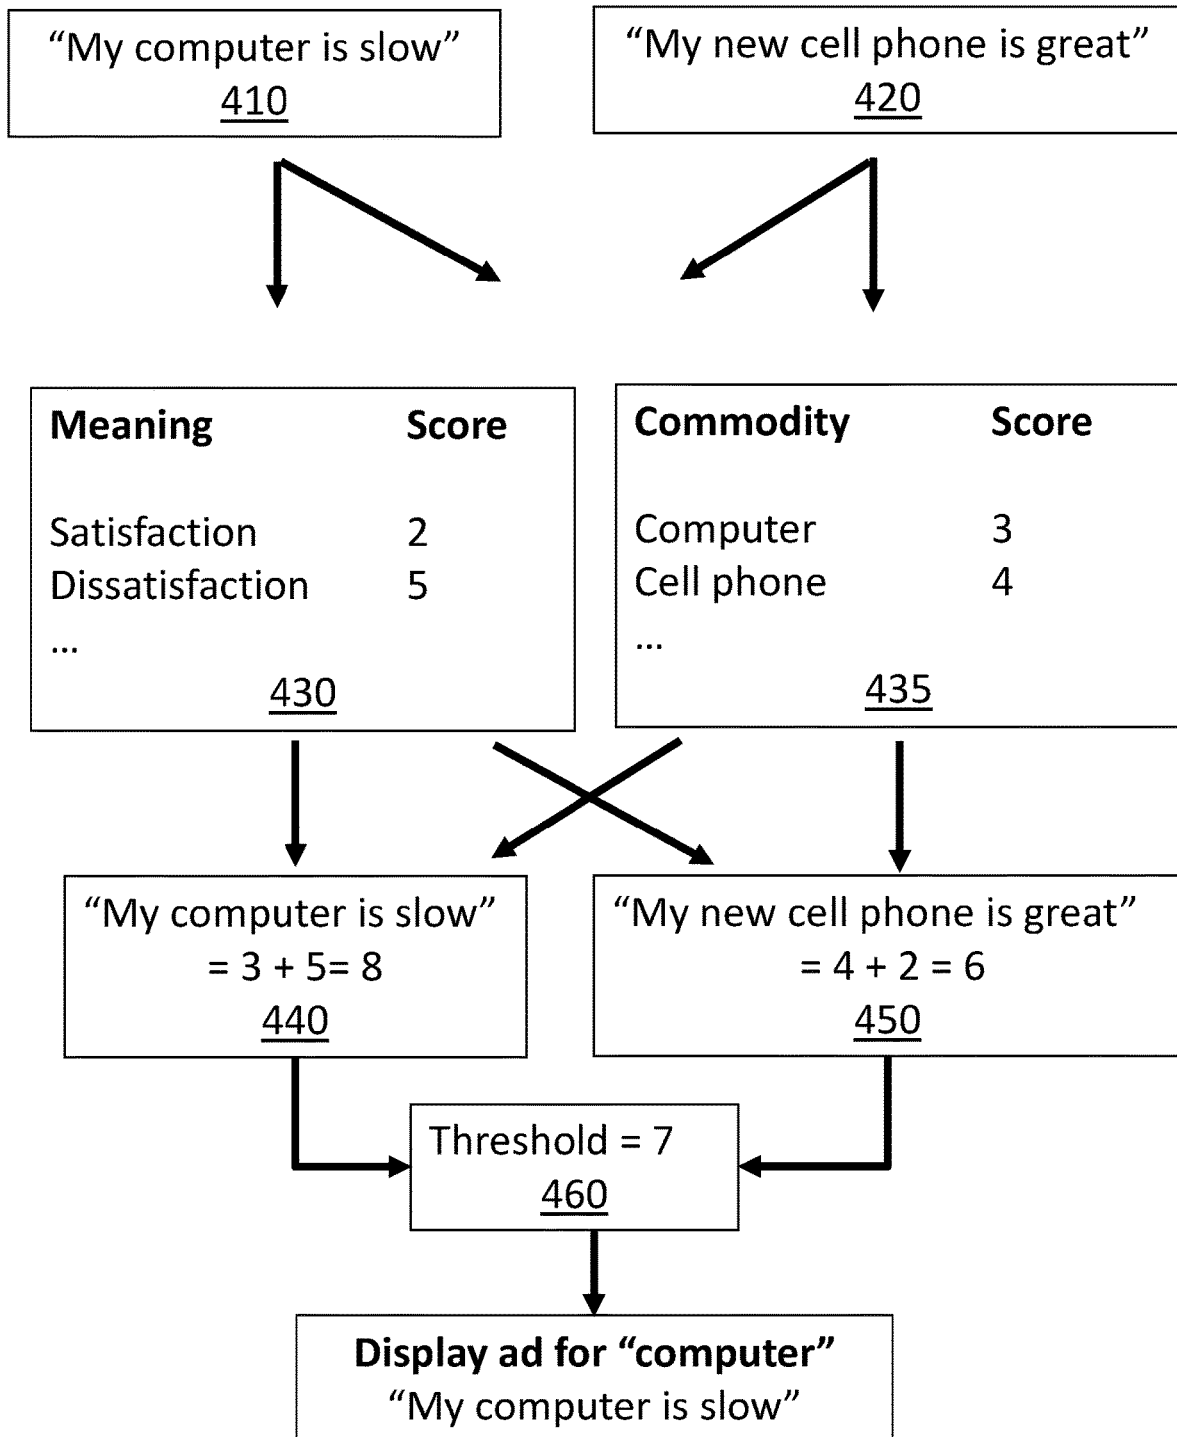 “My computer is slow”
410
“My new cell phone is great”
420
Meaning Score
Satisfaction 2
Dissatisfaction 5
...
430
Commodity Score
Computer 3
Cell phone 4
...
435
“My computer is slow”
= 3 + 5= 8
440
“My new cell phone is great”
= 4 + 2 = 6
450
Threshold = 7
460
Display ad for “computer”
“My computer is slow”